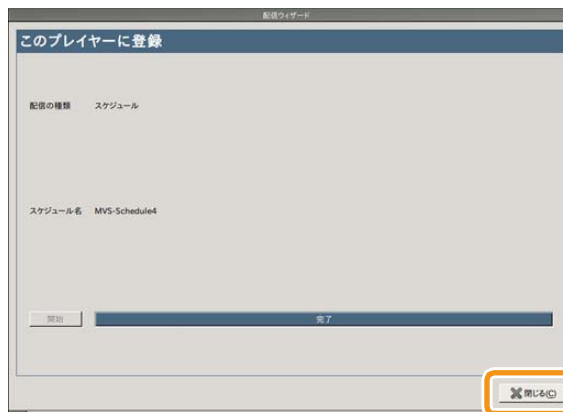 配信ウィザード
このプレイヤーに登録
配信の種類 スケジュール
スケジュール名 MVS-Schedule4
開始 完了
閉じる(C)